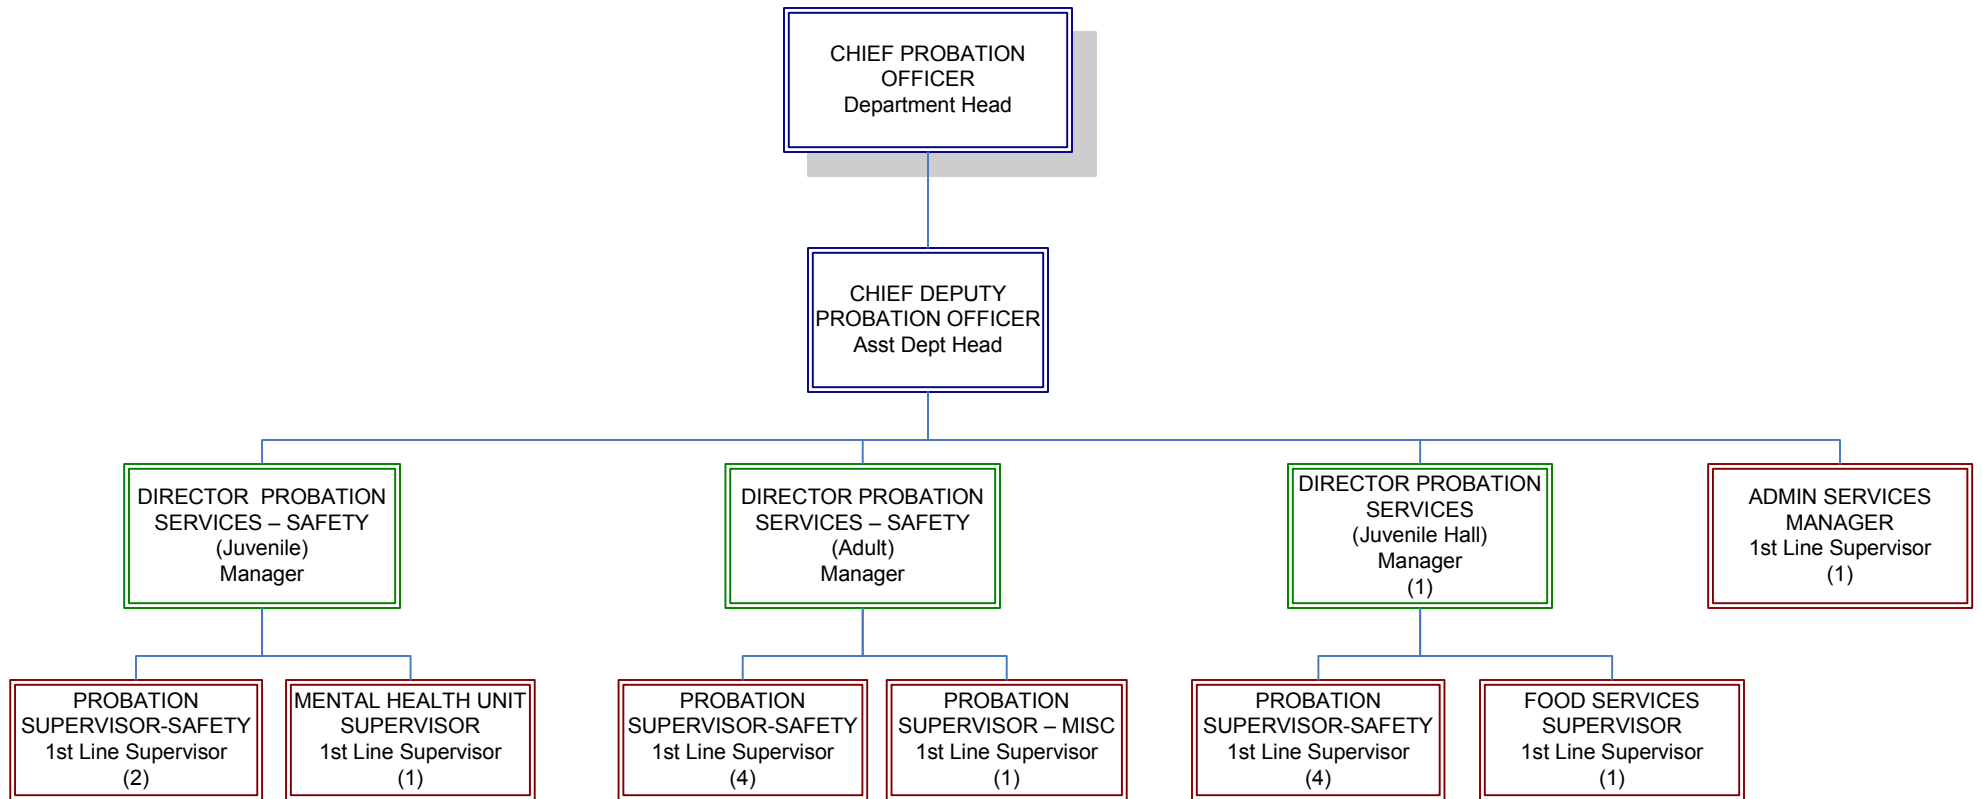 CHIEF PROBATION
OFFICER
Department Head
CHIEF DEPUTY
PROBATION OFFICER
Asst Dept Head
DIRECTOR  PROBATION
SERVICES – SAFETY
(Juvenile)
Manager
DIRECTOR PROBATION
SERVICES – SAFETY
(Adult)
Manager
DIRECTOR PROBATION
SERVICES
(Juvenile Hall)
Manager
(1)
ADMIN SERVICES
MANAGER
1st Line Supervisor
(1)
PROBATION
SUPERVISOR-SAFETY
1st Line Supervisor
(2)
MENTAL HEALTH UNIT
SUPERVISOR
1st Line Supervisor
(1)
PROBATION
SUPERVISOR-SAFETY
1st Line Supervisor
(4)
PROBATION
SUPERVISOR – MISC
1st Line Supervisor
(1)
PROBATION
SUPERVISOR-SAFETY
1st Line Supervisor
(4)
FOOD SERVICES
SUPERVISOR
1st Line Supervisor
(1)